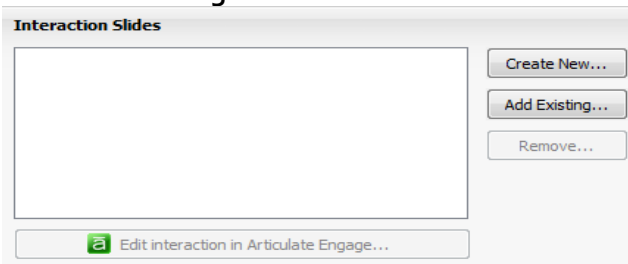 Interaction Slides
Create New...
Add Existing...
Remove...
Edit interaction in Articulate Engage...